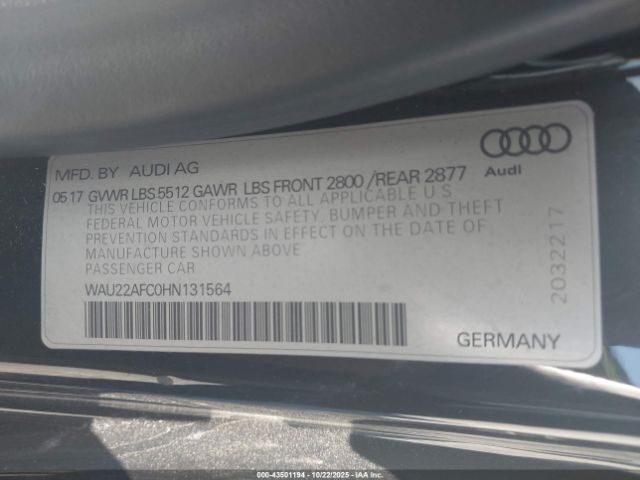 MFD. BY AUDI AG
Audi
05 17 GVWR LBS 5512 GAWR LBS FRONT 2800 /REAR 2877
THIS VEHICLE CONFORMS TO ALL APPLICABLE U S
FEDERAL MOTOR VEHICLE SAFETY, BUMPER AND THEFT
PREVENTION STANDARDS IN EFFECT ON THE DATE OF
MANUFACTURE SHOWN ABOVE
PASSENGER CAR
WAU22AFC0HN131564
2032217
GERMANY
000-43501194 - 10/22/2025 - IAAI.com